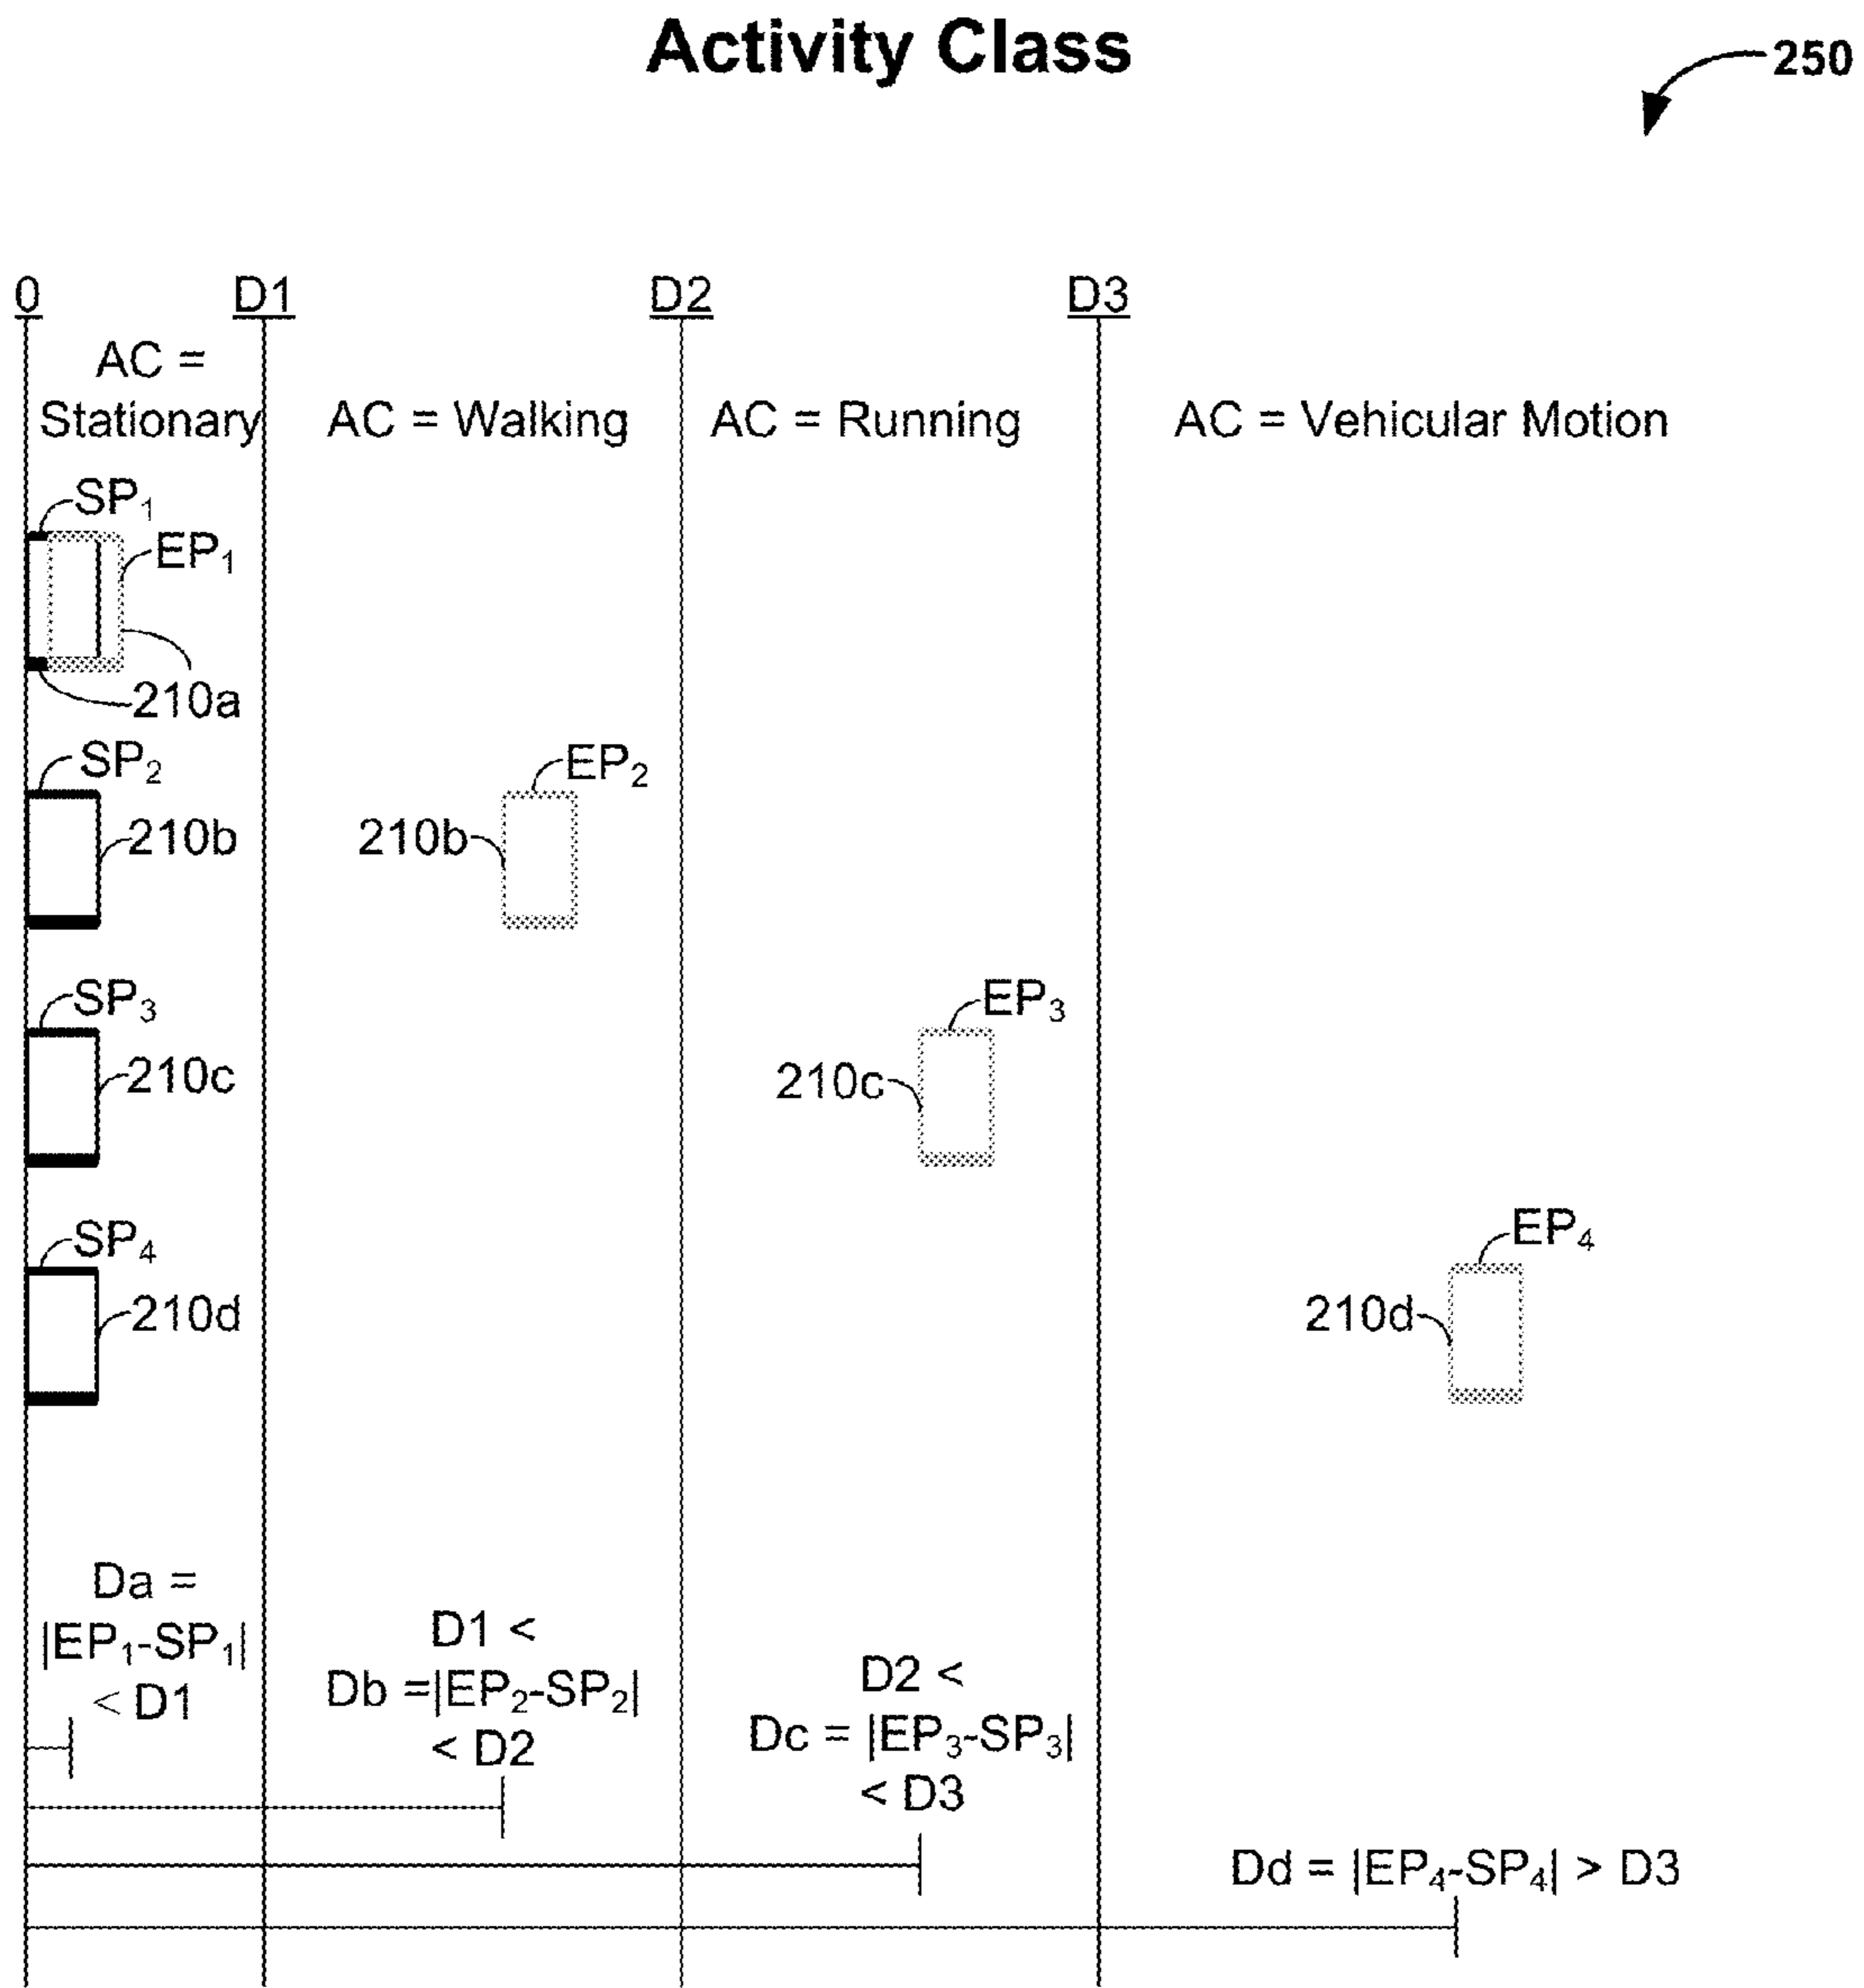 Activity Class
250
0
D1
D2
D3
AC =
Stationary
AC = Walking
AC = Running
AC = Vehicular Motion
SP1
EP1
210a
SP2
EP2
210b
210b
SP3
EP3
210c
210c
SP4
EP4
210d
210d
Da =
|EP1-SP1|
< D1
D1 <
Db =|EP2-SP2|
< D2
D2 <
Dc = |EP3-SP3|
< D3
Dd = |EP4-SP4| > D3